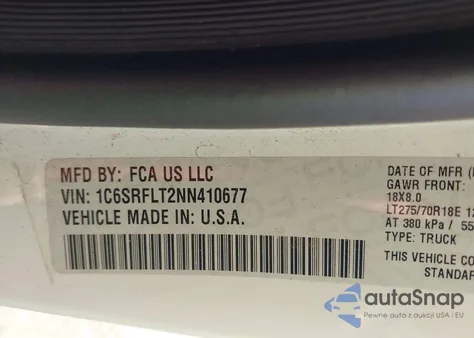 MFD BY: FCA US LLC
VIN: 1C6SRFLT2NN410677
VEHICLE MADE IN: U.S.A.
DATE OF MFR
GAWR FRONT:
18X8.0
LT275/70R18E
AT 380 kPa / 55
TYPE: TRUCK
THIS VEHICLE
STANDAR
autoSnap
Pewne auta z aukcji USA i EU